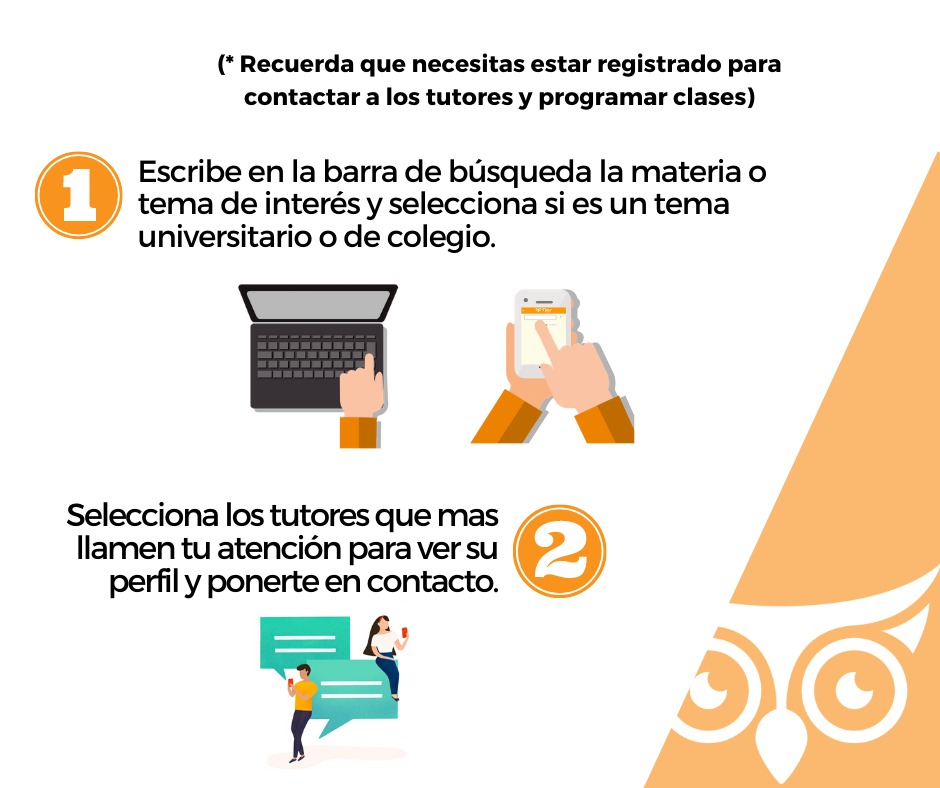 (* Recuerda que necesitas estar registrado para
contactar a los tutores y programar clases)
1
Escribe en la barra de búsqueda la materia o
tema de interés y selecciona si es un tema
universitario o de colegio.
Selecciona los tutores que mas
llamen tu atención para ver su
perfil y ponerte en contacto.
2